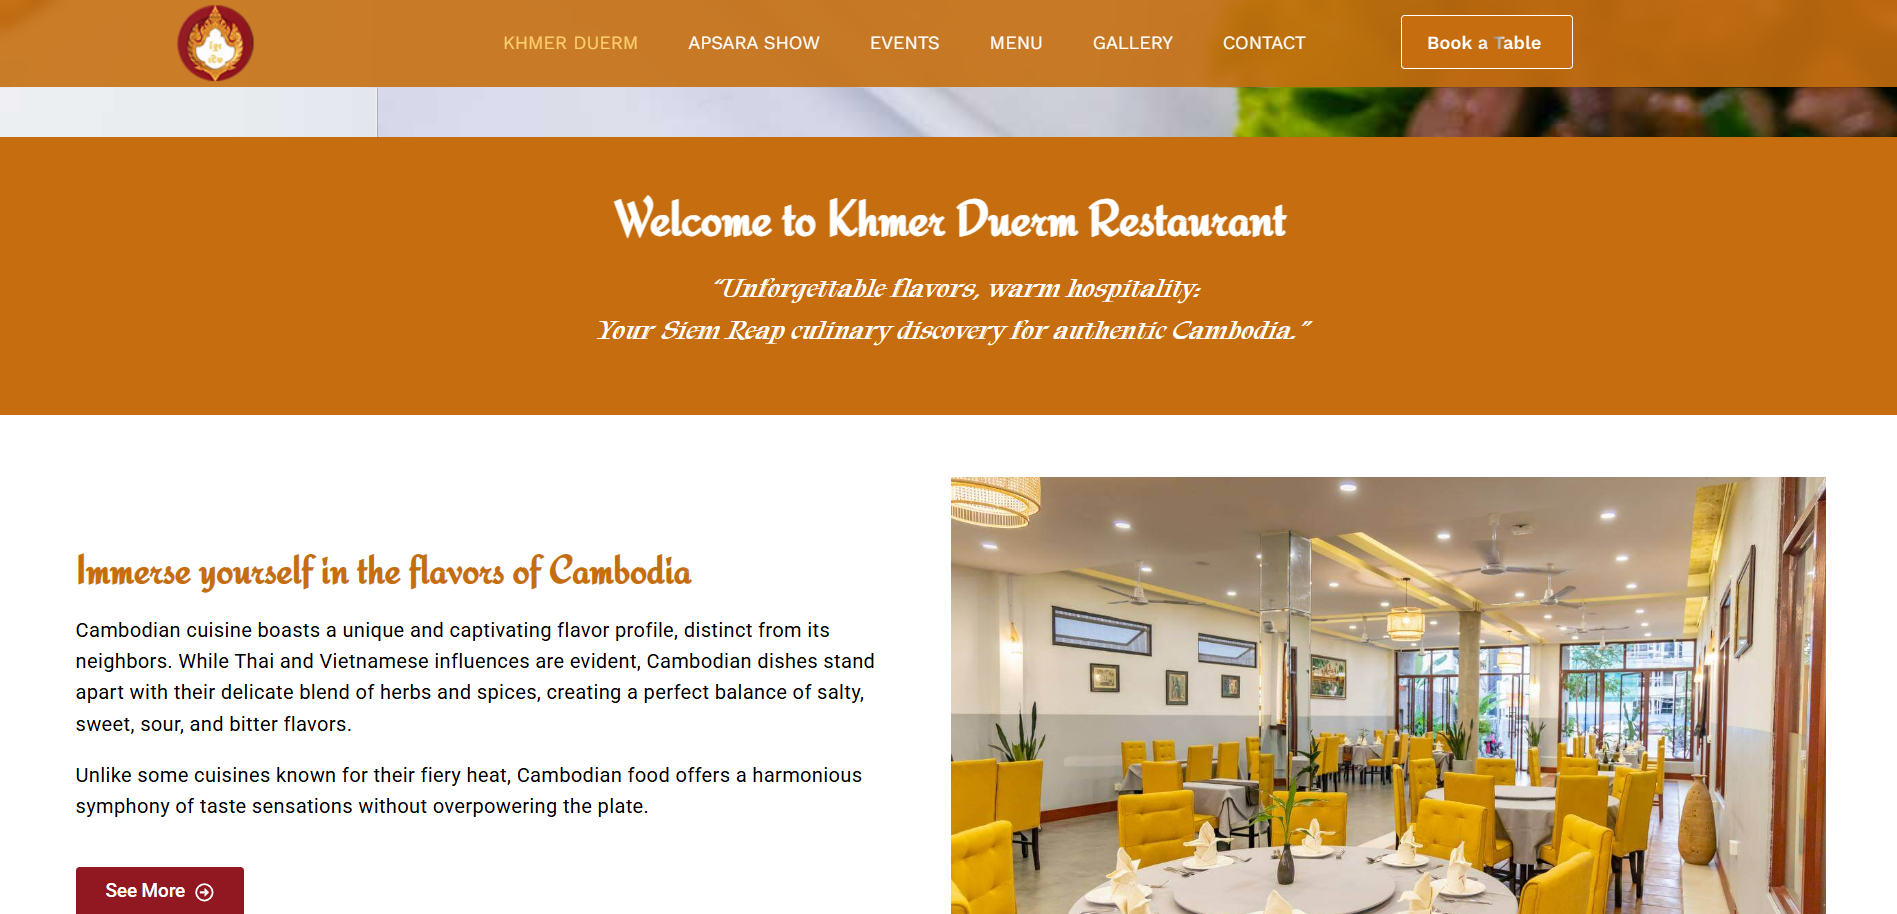 KHMER DUERM
APSARA SHOW
EVENTS
MENU
GALLERY
CONTACT
Book a Table
Welcome to Khmer Duerm Restaurant
“Unforgettable flavors, warm hospitality:
Your Siem Reap culinary discovery for authentic Cambodia.”
Immerse yourself in the flavors of Cambodia
Cambodian cuisine boasts a unique and captivating flavor profile, distinct from its
neighbors. While Thai and Vietnamese influences are evident, Cambodian dishes stand
apart with their delicate blend of herbs and spices, creating a perfect balance of salty,
sweet, sour, and bitter flavors.
Unlike some cuisines known for their fiery heat, Cambodian food offers a harmonious
symphony of taste sensations without overpowering the plate.
See More